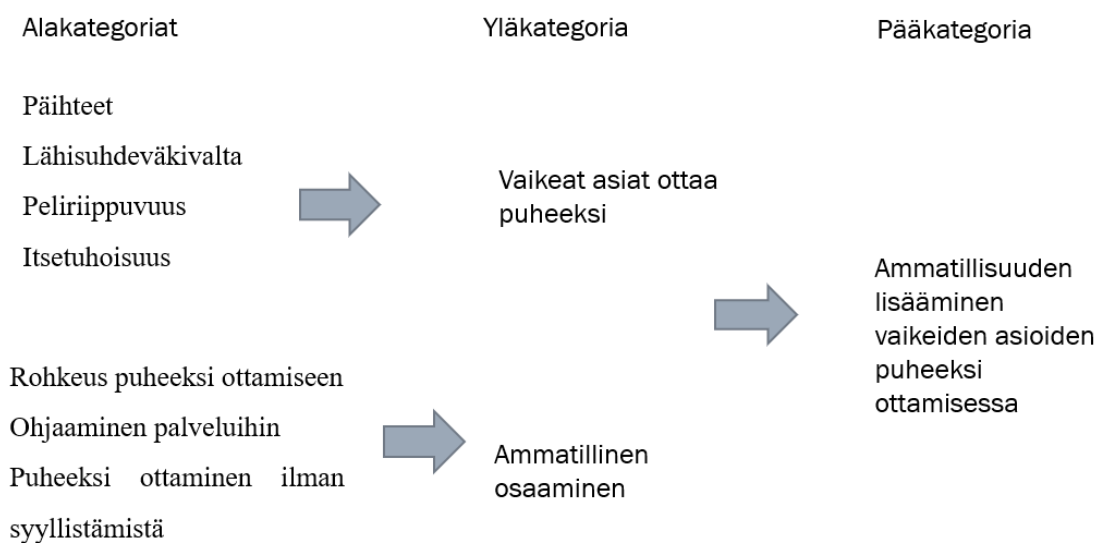 Alakategoriat
Yläkategoria
Pääkategoria
Päihteet
Lähisuhdeväkivalta
Peliriippuvuus
Itsetuhoisuus
Vaikeat asiat ottaa
puheeksi
Rohkeus puheeksi ottamiseen
Ohjaaminen palveluihin
Puheeksi ottaminen ilman
syyllistämistä
Ammatillinen
osaaminen
Ammatillisuuden
lisääminen
vaikeiden asioiden
puheeksi
ottamisessa